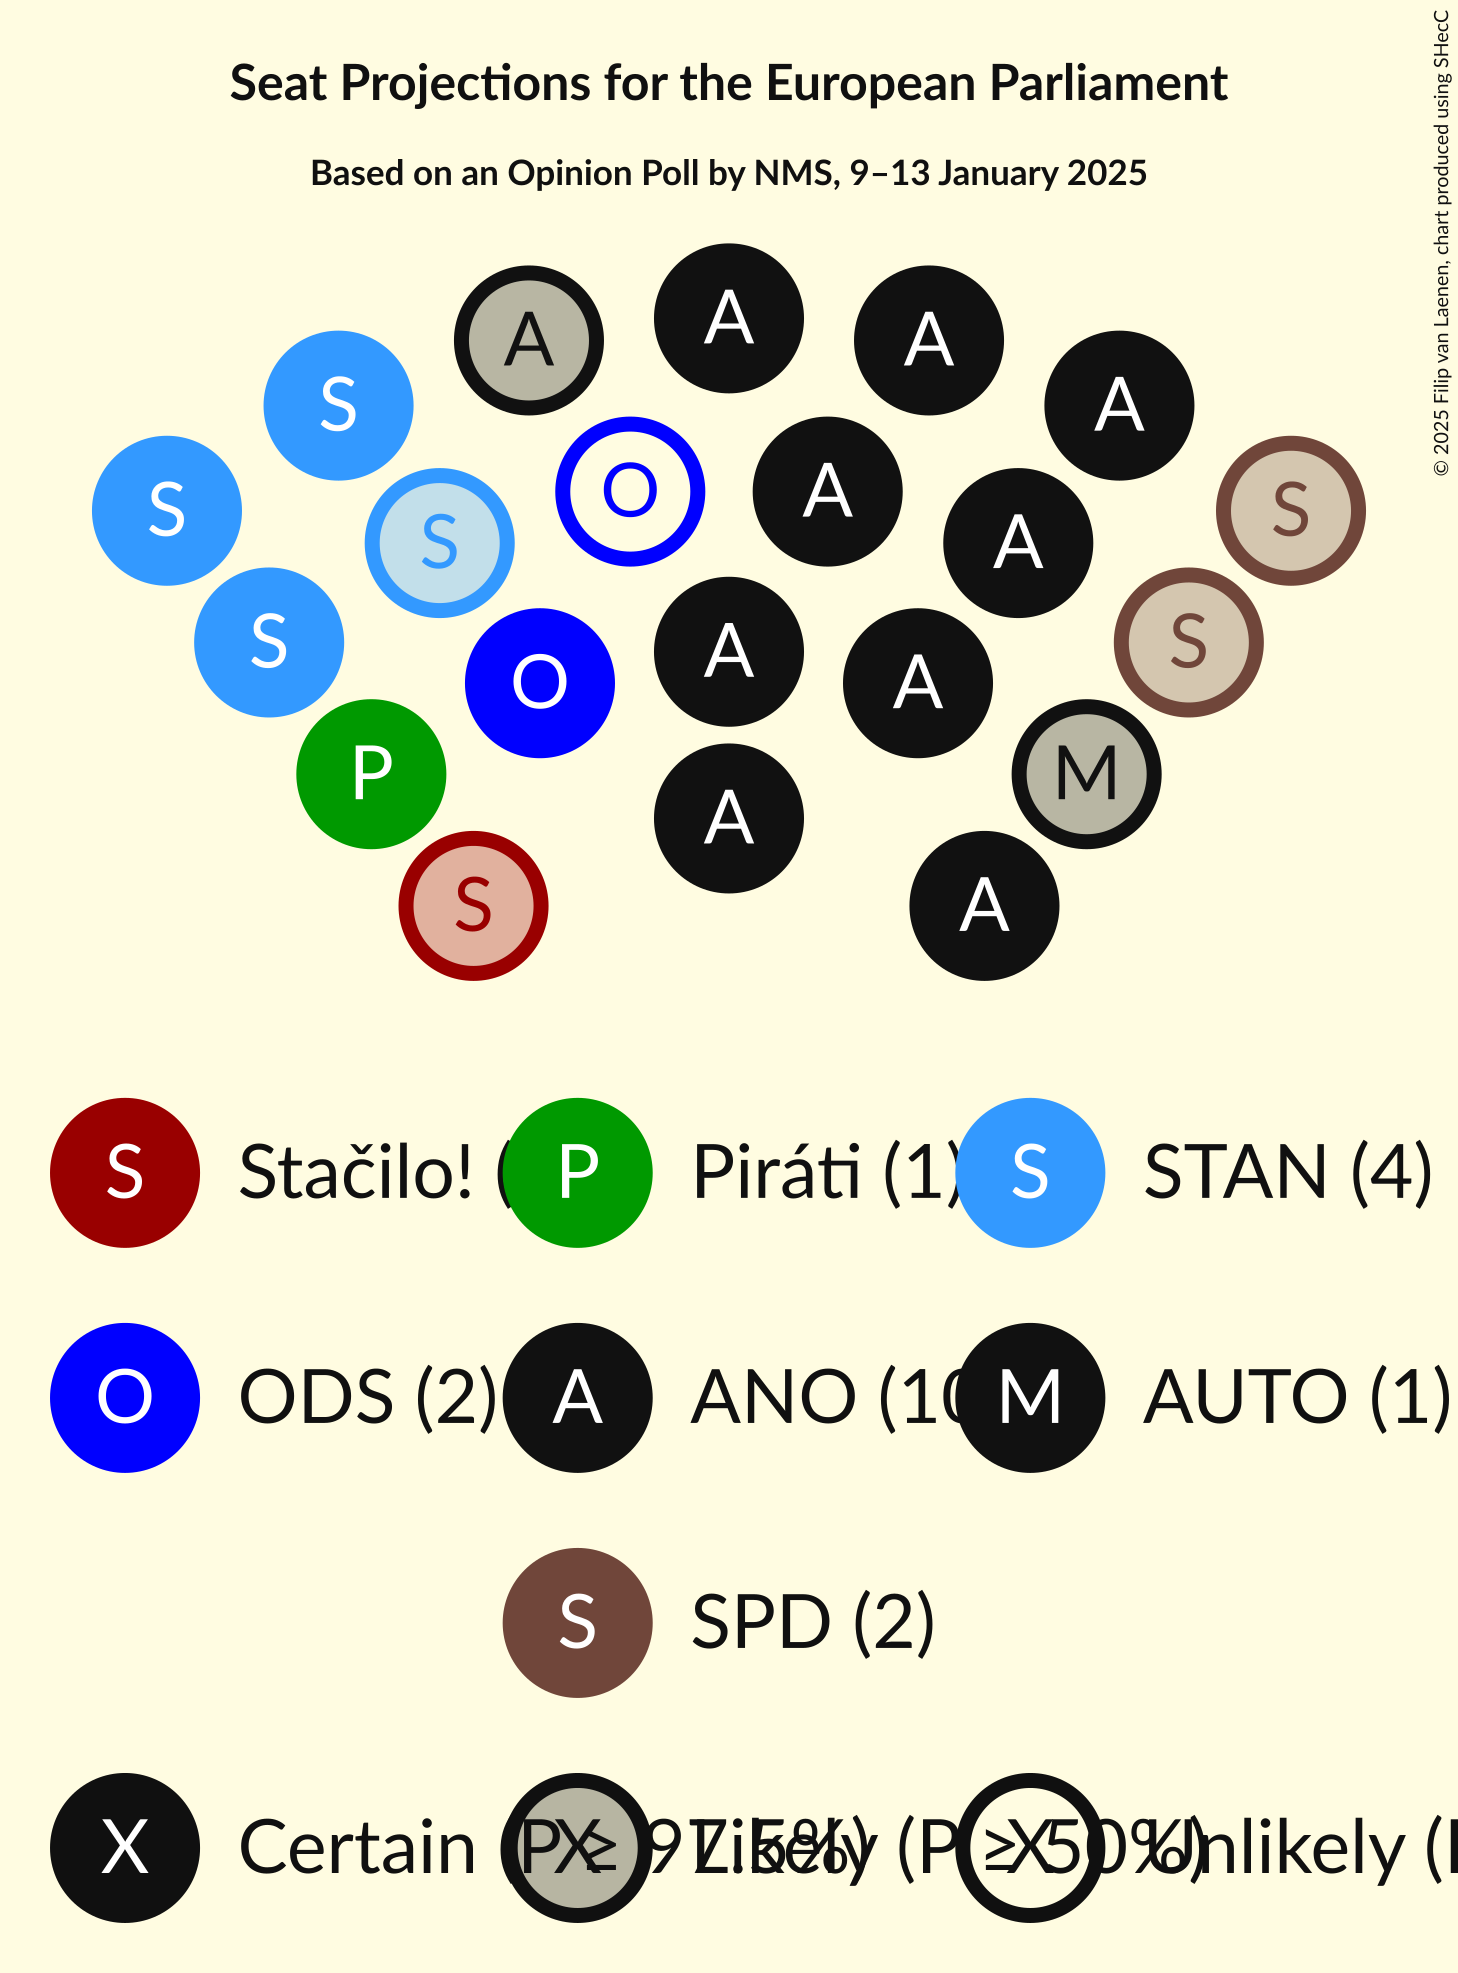 Seat Projections for the European Parliament
Based on an Opinion Poll by NMS, 9–13 January 2025
© 2025 Filip van Laenen, chart produced using SHecC
A
A A
S A
O A
S S
S A
S S
A
O A
P M
A
S A
S Stačilo! ( P Piráti (1) S STAN (4)
O ODS (2) A ANO (10 M AUTO (1)
S SPD (2)
X Certain (P ≥ 97.5%) X Likely (P ≥ 50%) X Unlikely (